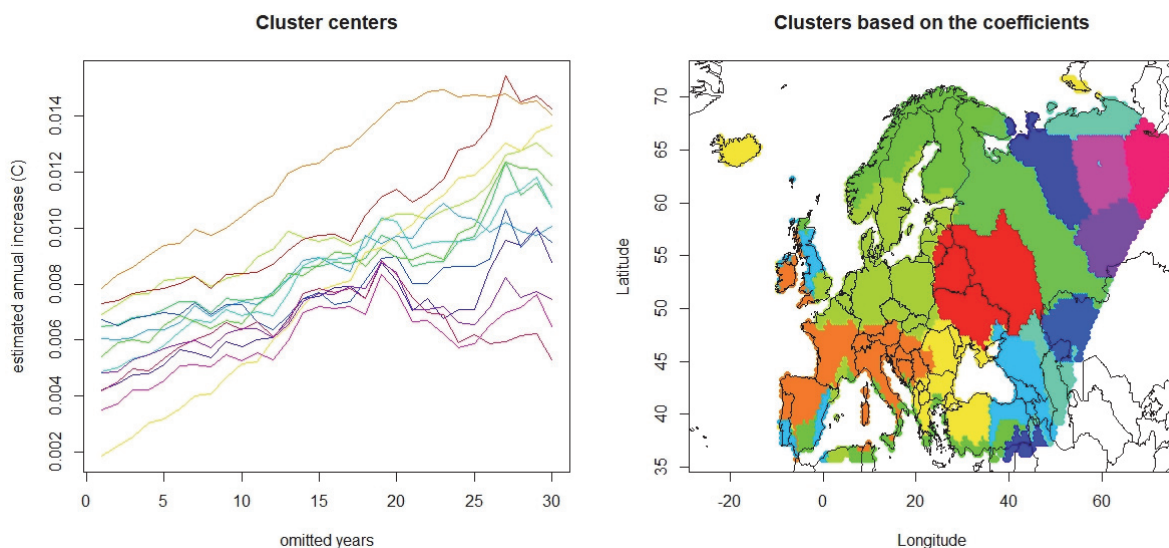 Cluster centers
estimated annual increase (C)
0.014
0.012
0.010
0.008
0.006
0.004
0.002
0 5 10 15 20 25 30
omitted years
Clusters based on the coefficients
Latitude
70
65
60
55
50
45
40
35
-20 0 20 40 60
Longitude